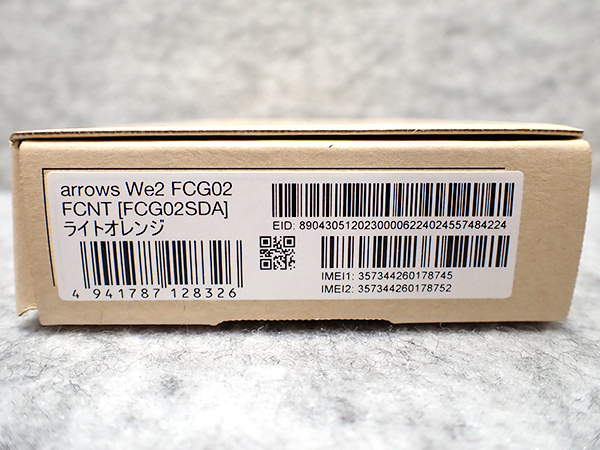 arrows We2 FCG02
FCNT [FCG02SDA]
ライトオレンジ
4 941787 128326
EID: 89043051202300006224024557484224
IMEI1: 357344260178745
IMEI2: 357344260178752